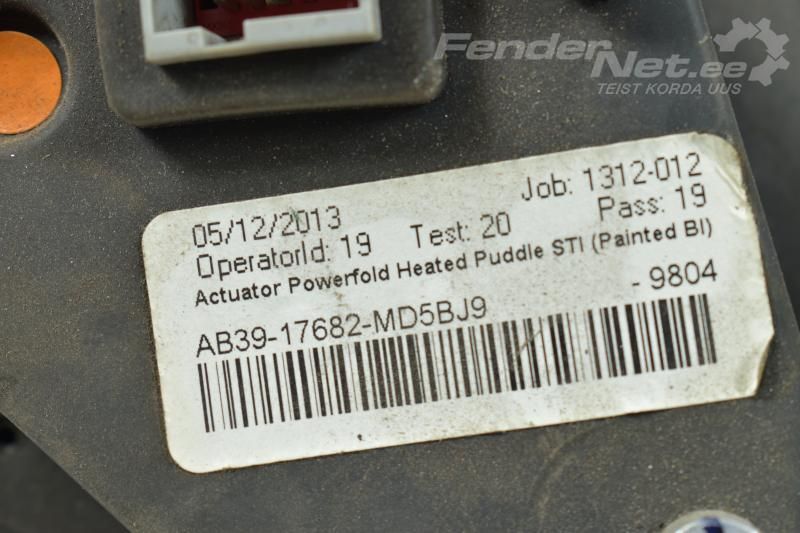 FenderNet.ee
TEIST KORDA UUS
05/12/2013 Job: 1312-012
OperatorId: 19 Test: 20 Pass: 19
Actuator Powerfold Heated Puddle STI (Painted Bl)
AB39-17682-MD5BJ9 - 9804